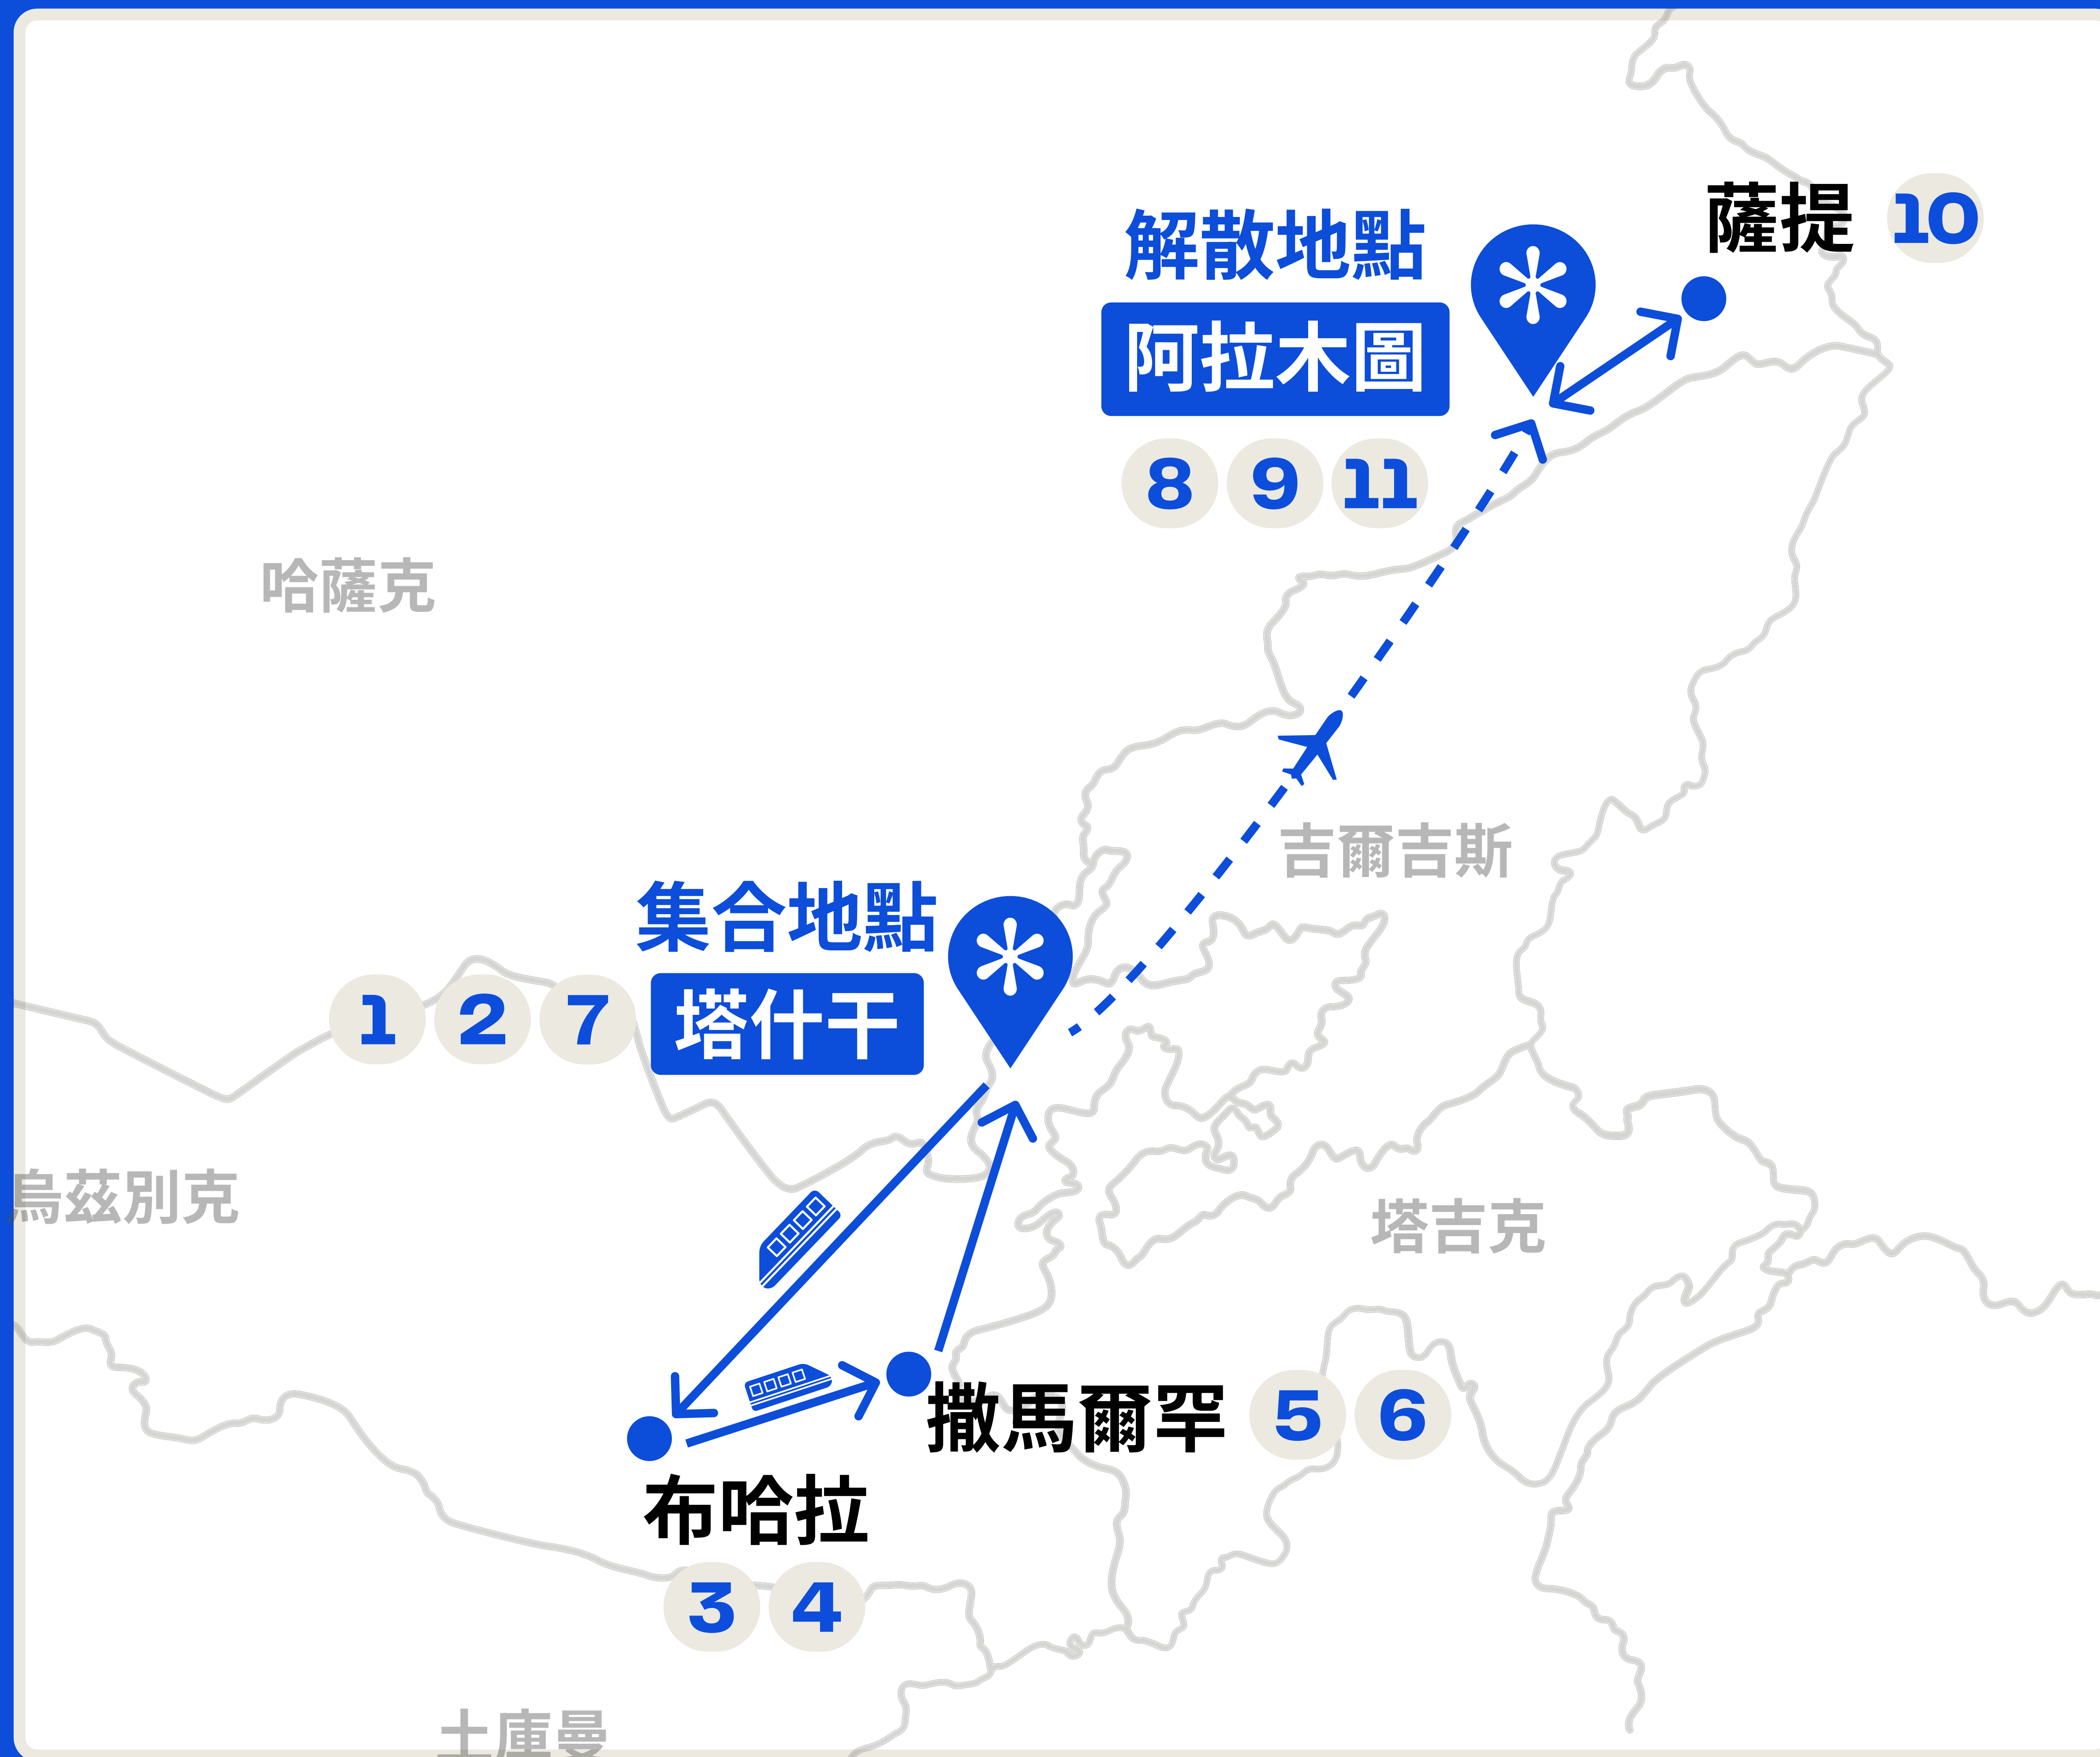 薩提 10
解散地點
阿拉木圖
8 9 11
哈薩克
吉爾吉斯
集合地點
1 2 7 塔什干
烏茲別克
塔吉克
撒馬爾罕 5 6
布哈拉
3 4
土庫曼